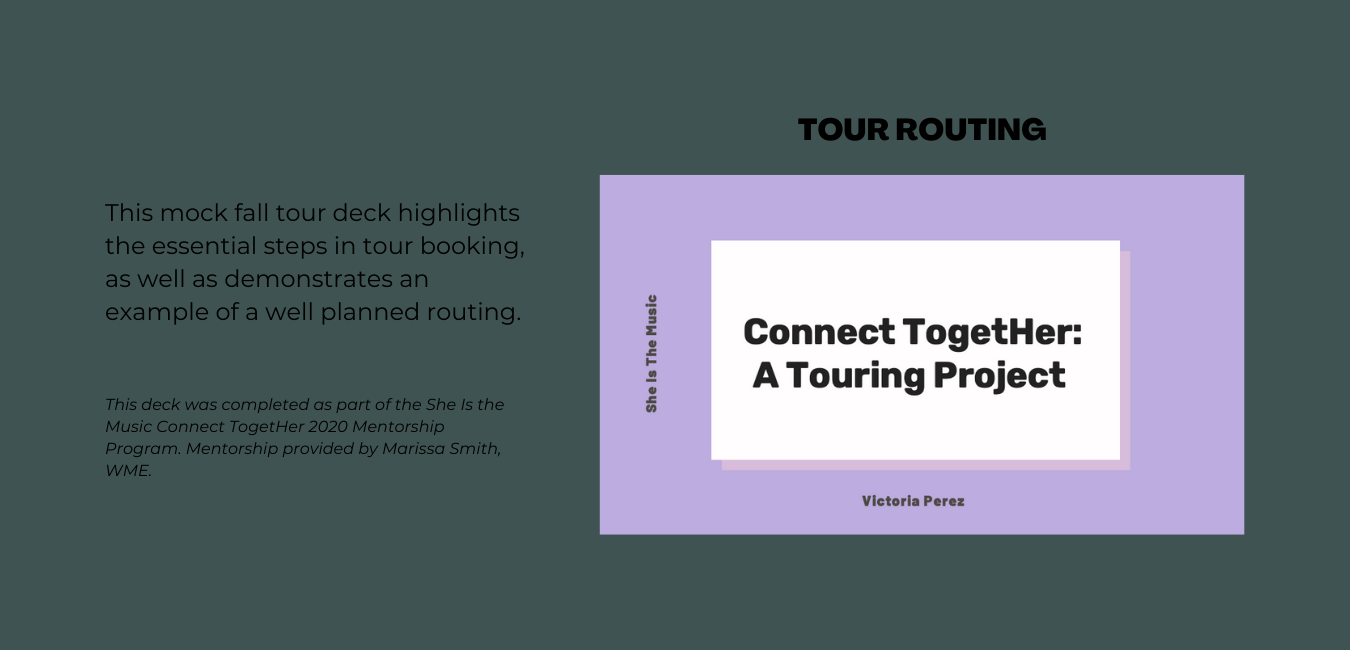 TOUR ROUTING
This mock fall tour deck highlights
the essential steps in tour booking,
as well as demonstrates an
example of a well planned routing.
This deck was completed as part of the She Is the
Music Connect TogetHer 2020 Mentorship
Program. Mentorship provided by Marissa Smith,
WME.
She Is The Music
Connect TogetHer:
A Touring Project
Victoria Perez